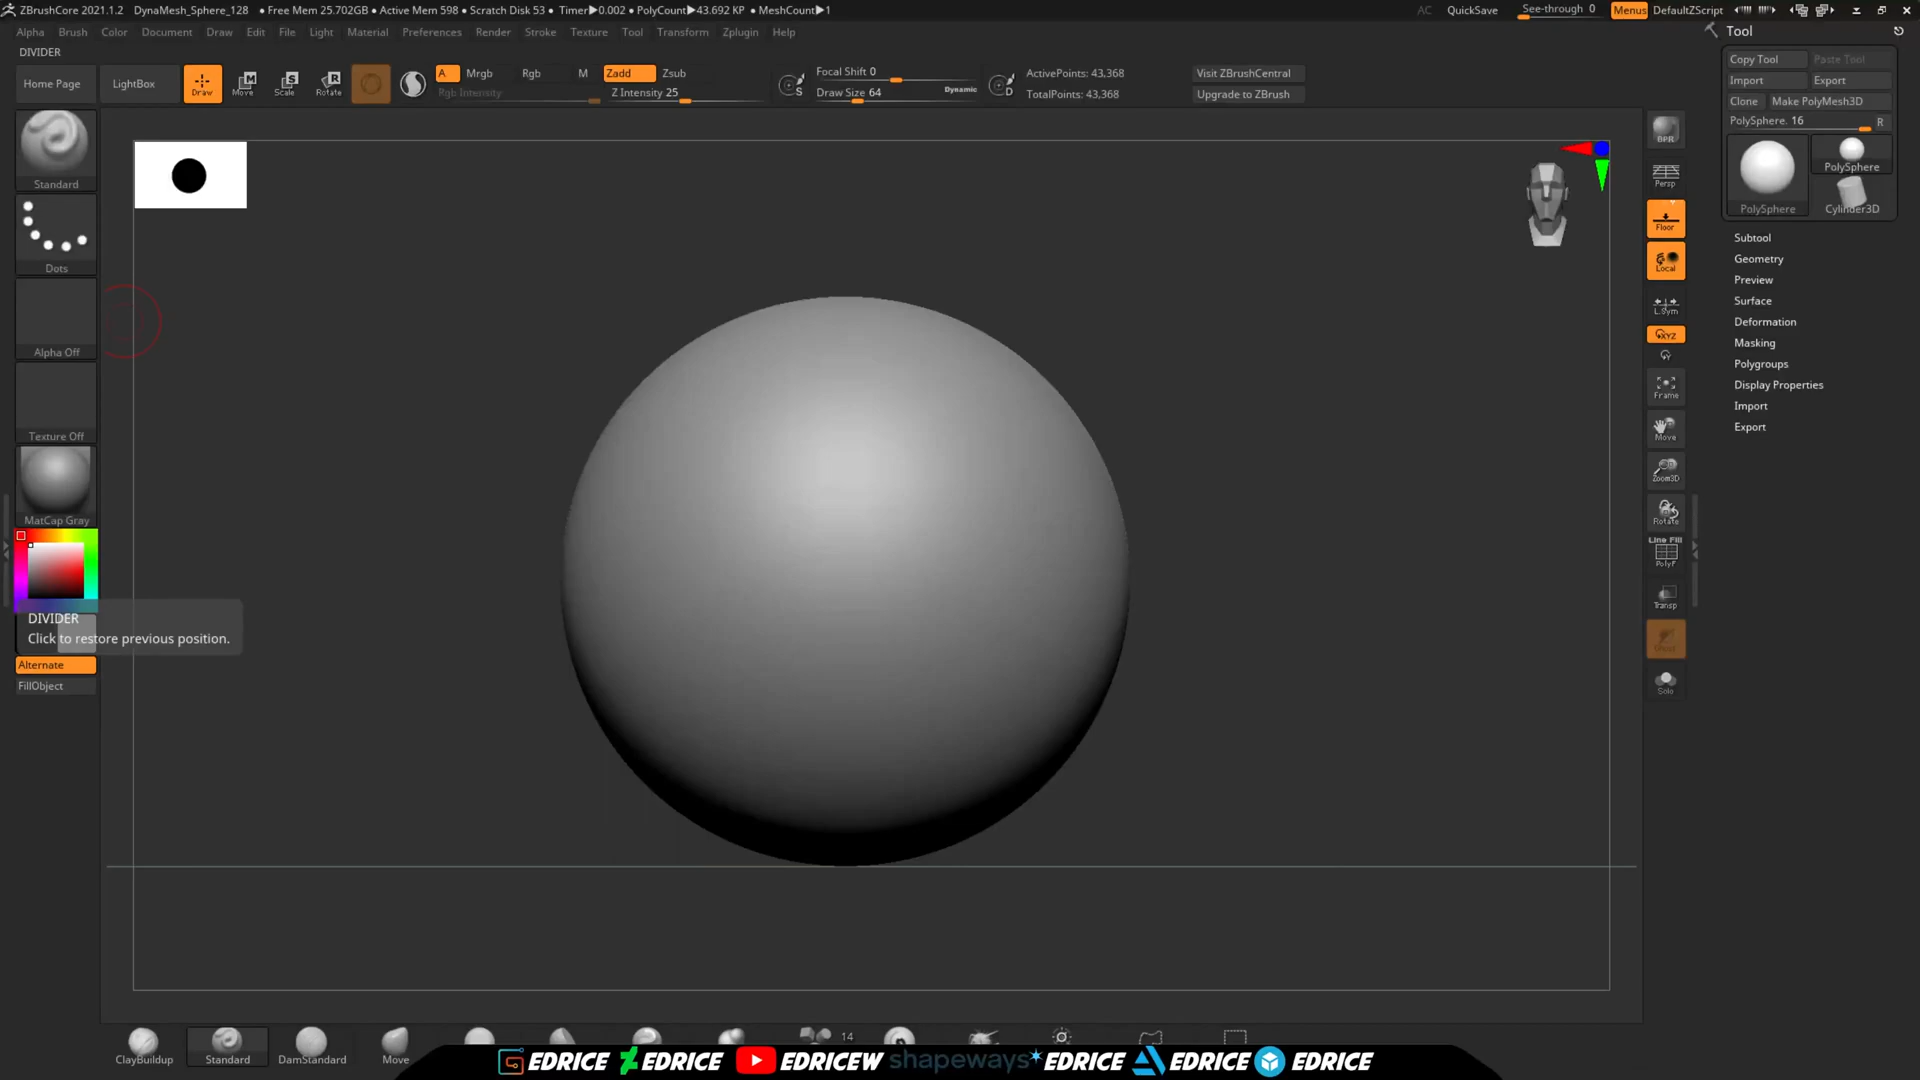 ZBrushCore 2021.1.2 DynaMesh_Sphere_128 • Free Mem 25.702GB • Active Mem 598 • Scratch Disk 53 • Timer▶0.002 • PolyCount▶43.692 KP • MeshCount▶1 AC QuickSave See-through 0 Menus DefaultZScript
Alpha Brush Color Document Draw Edit File Light Material Preferences Render Stroke Texture Tool Transform Zplugin Help
DIVIDER
Home Page LightBox Draw Move Scale Rotate A Mrgb Rgb M Zadd Zsub
Rgb Intensity Z Intensity 25
Focal Shift 0
Draw Size 64 Dynamic
ActivePoints: 43,368
TotalPoints: 43,368
Visit ZBrushCentral
Upgrade to ZBrush
Tool
Copy Tool Paste Tool
Import Export
Clone Make PolyMesh3D
PolySphere. 16 R
PolySphere
PolySphere Cylinder3D
Subtool
Geometry
Preview
Surface
Deformation
Masking
Polygroups
Display Properties
Import
Export
Standard
Dots
Alpha Off
Texture Off
MatCap Gray
DIVIDER
Click to restore previous position.
Alternate
FillObject
BPR
Persp
Floor
Local
L.Sym
XYZ
Y
Frame
Move
Zoom3D
Rotate
Line Fill
PolyF
Transp
Ghost
Solo
14
ClayBuildup Standard DamStandard Move
EDRICE EDRICE EDRICEW shapeways EDRICE EDRICE EDRICE